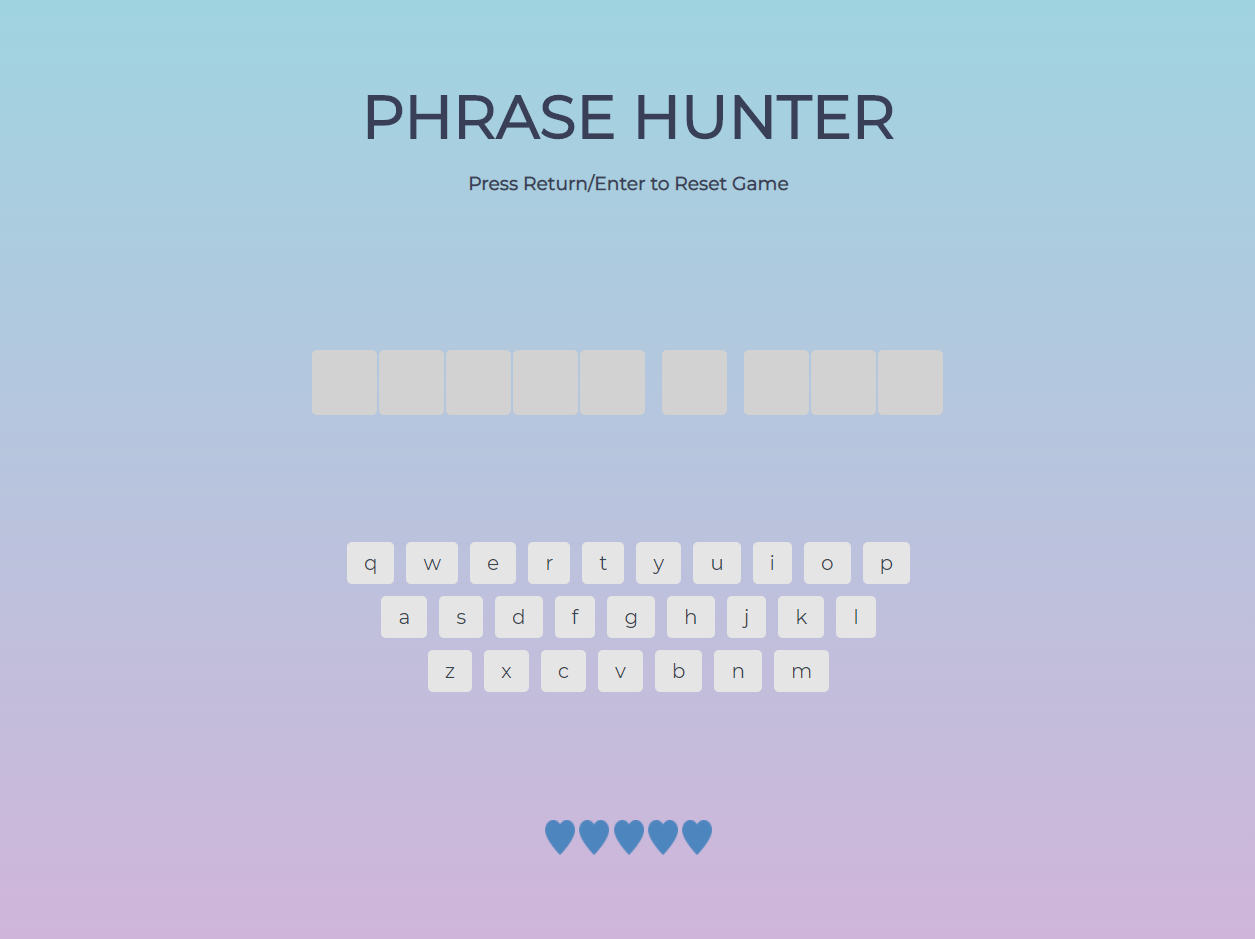 PHRASE HUNTER
Press Return/Enter to Reset Game
q w e r t y u i o p
a s d f g h j k l
z x c v b n m